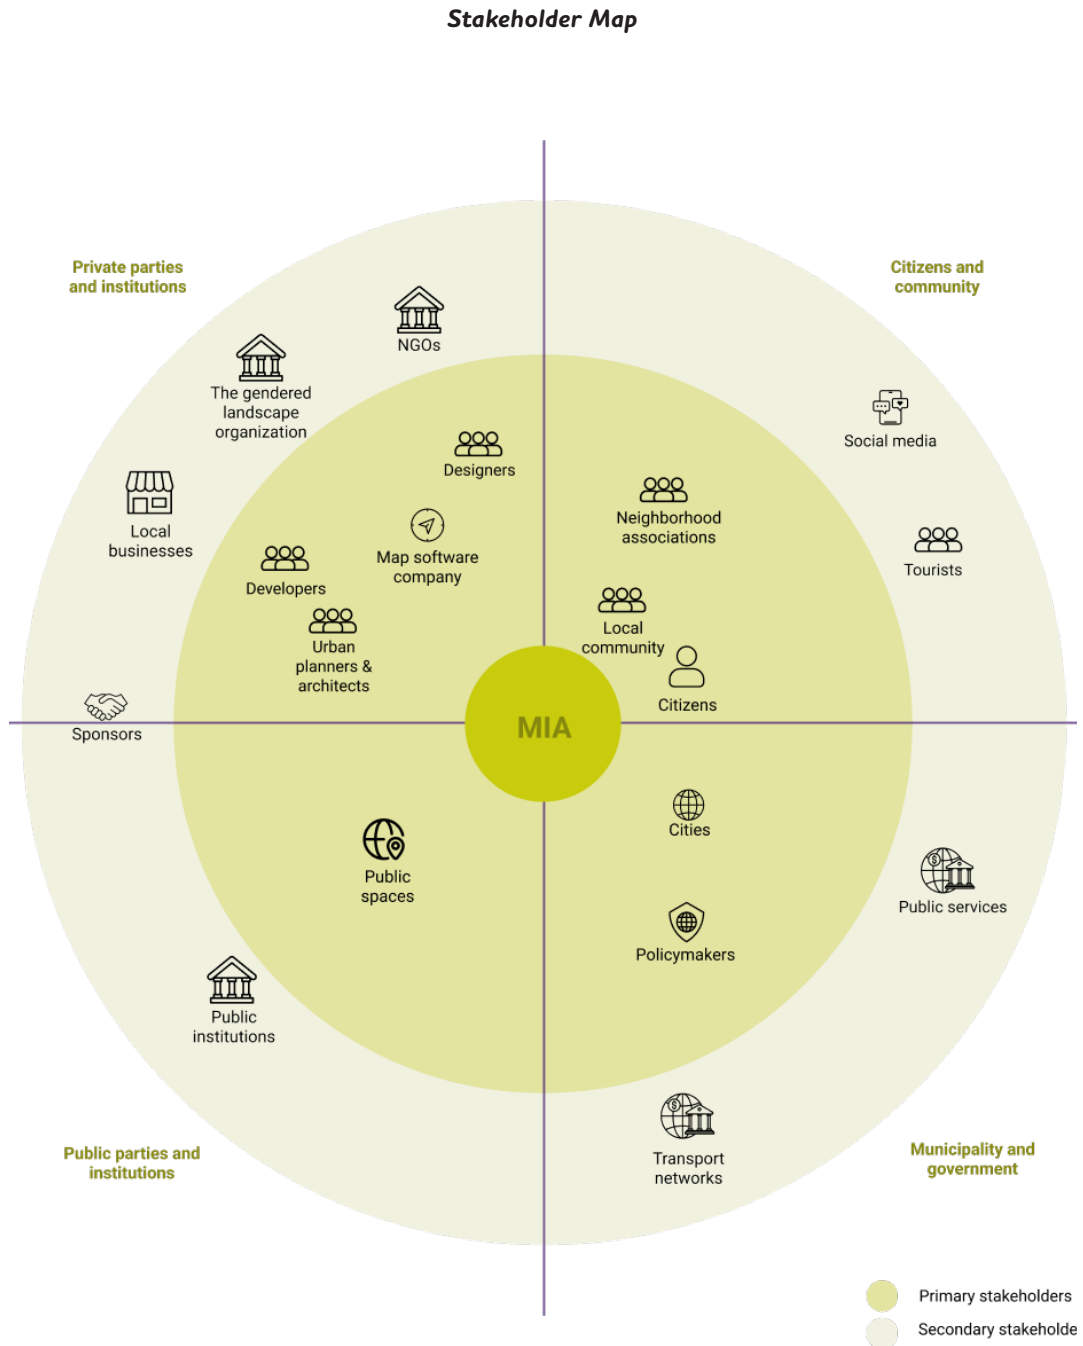 Stakeholder Map
Private parties
and institutions
Citizens and
community
NGOs
The gendered
landscape
organization
Social media
Designers
Local
businesses
Neighborhood
associations
Map software
company
Tourists
Developers
Urban
planners &
architects
Local
community
Citizens
Sponsors
MIA
Cities
Public
spaces
Public services
Policymakers
Public
institutions
Transport
networks
Public parties and
institutions
Municipality and
government
$
$
Primary stakeholders
Secondary stakeholde